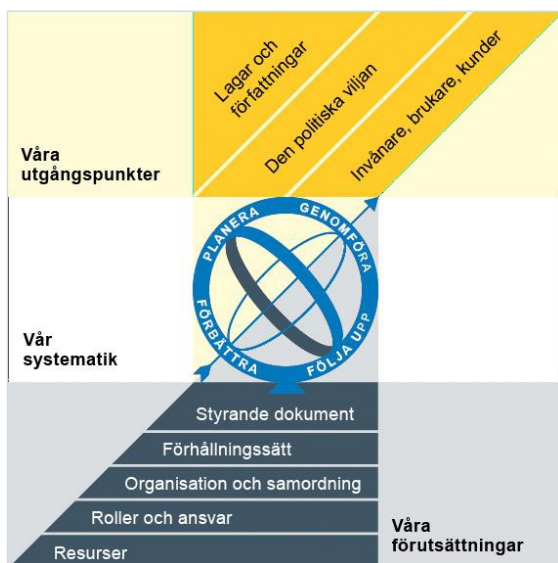 Lagar och
författningar
Den politiska viljan
Invånare, brukare, kunder
Våra
utgångspunkter
PLANERA
GENOMFÖRA
FÖLJA UPP
FÖRBÄTTRA
Vår
systematik
Styrande dokument
Förhållningssätt
Organisation och samordning
Roller och ansvar
Resurser
Våra
förutsättningar